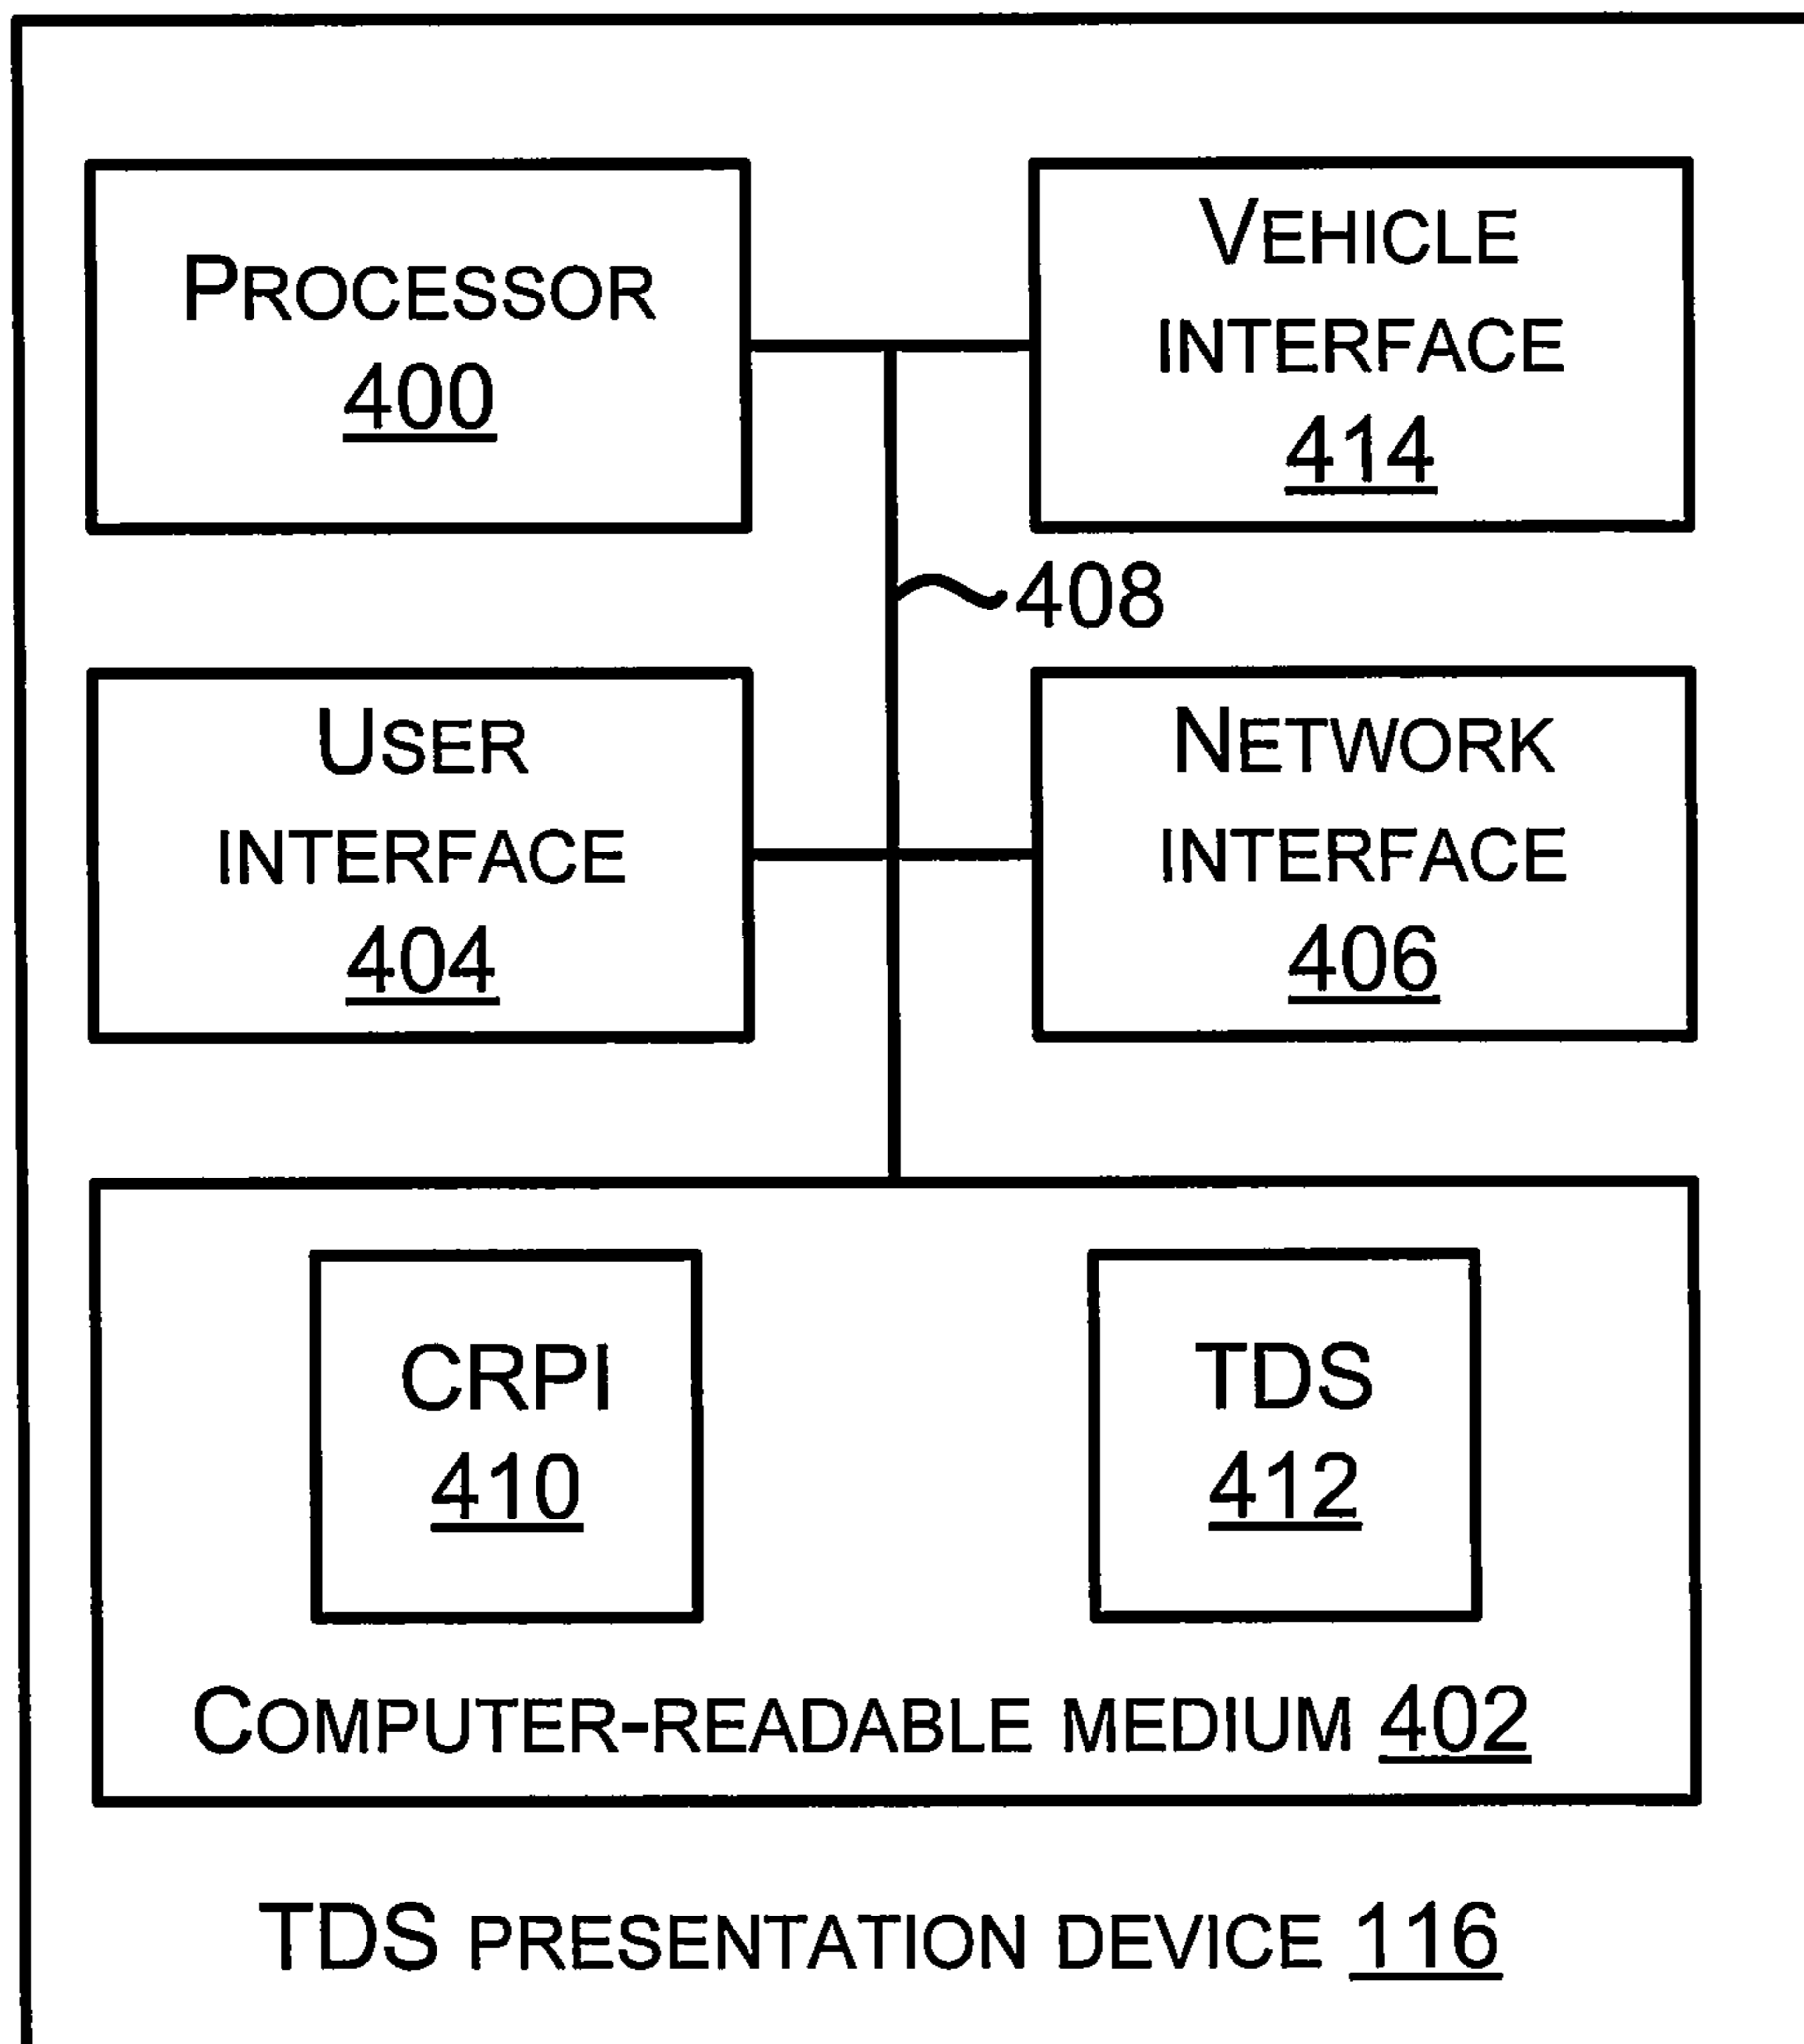 PROCESSOR
400
VEHICLE
INTERFACE
414
408
USER
INTERFACE
404
NETWORK
INTERFACE
406
CRPI
410
TDS
412
COMPUTER-READABLE MEDIUM 402
TDS PRESENTATION DEVICE 116